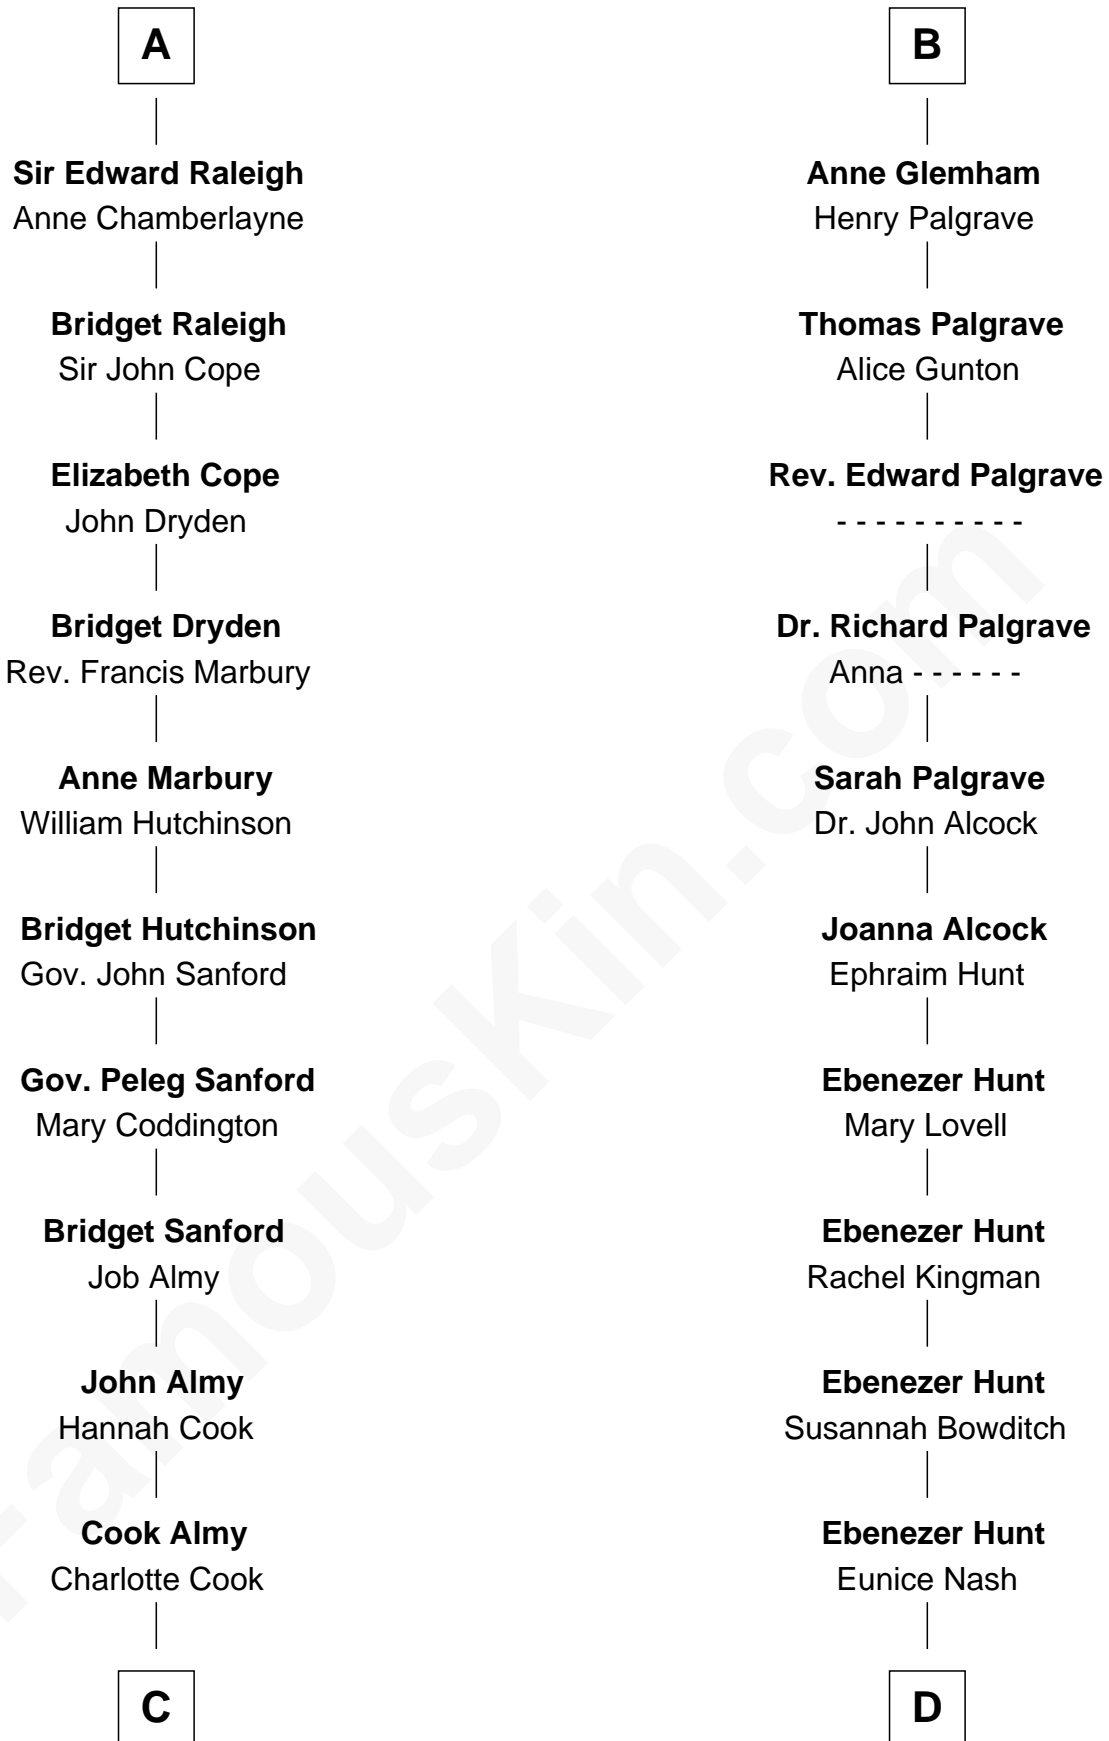 A
Sir Edward Raleigh
Anne Chamberlayne
Bridget Raleigh
Sir John Cope
Elizabeth Cope
John Dryden
Bridget Dryden
Rev. Francis Marbury
Anne Marbury
William Hutchinson
Bridget Hutchinson
Gov. John Sanford
Gov. Peleg Sanford
Mary Coddington
Bridget Sanford
Job Almy
John Almy
Hannah Cook
Cook Almy
Charlotte Cook
C
B
Anne Glemham
Henry Palgrave
Thomas Palgrave
Alice Gunton
Rev. Edward Palgrave
- - - - - - - - - -
Dr. Richard Palgrave
Anna - - - - - -
Sarah Palgrave
Dr. John Alcock
Joanna Alcock
Ephraim Hunt
Ebenezer Hunt
Mary Lovell
Ebenezer Hunt
Rachel Kingman
Ebenezer Hunt
Susannah Bowditch
Ebenezer Hunt
Eunice Nash
D
FamousKin.com